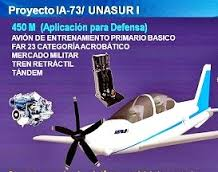 Proyecto IA-73/ UNASUR I
450 M (Aplicación para Defensa)
AVIÓN DE ENTRENAMIENTO PRIMARIO BASICO
FAR 23 CATEGORÍA ACROBÁTICO
MERCADO MILITAR
TREN RETRÁCTIL
TÁNDEM